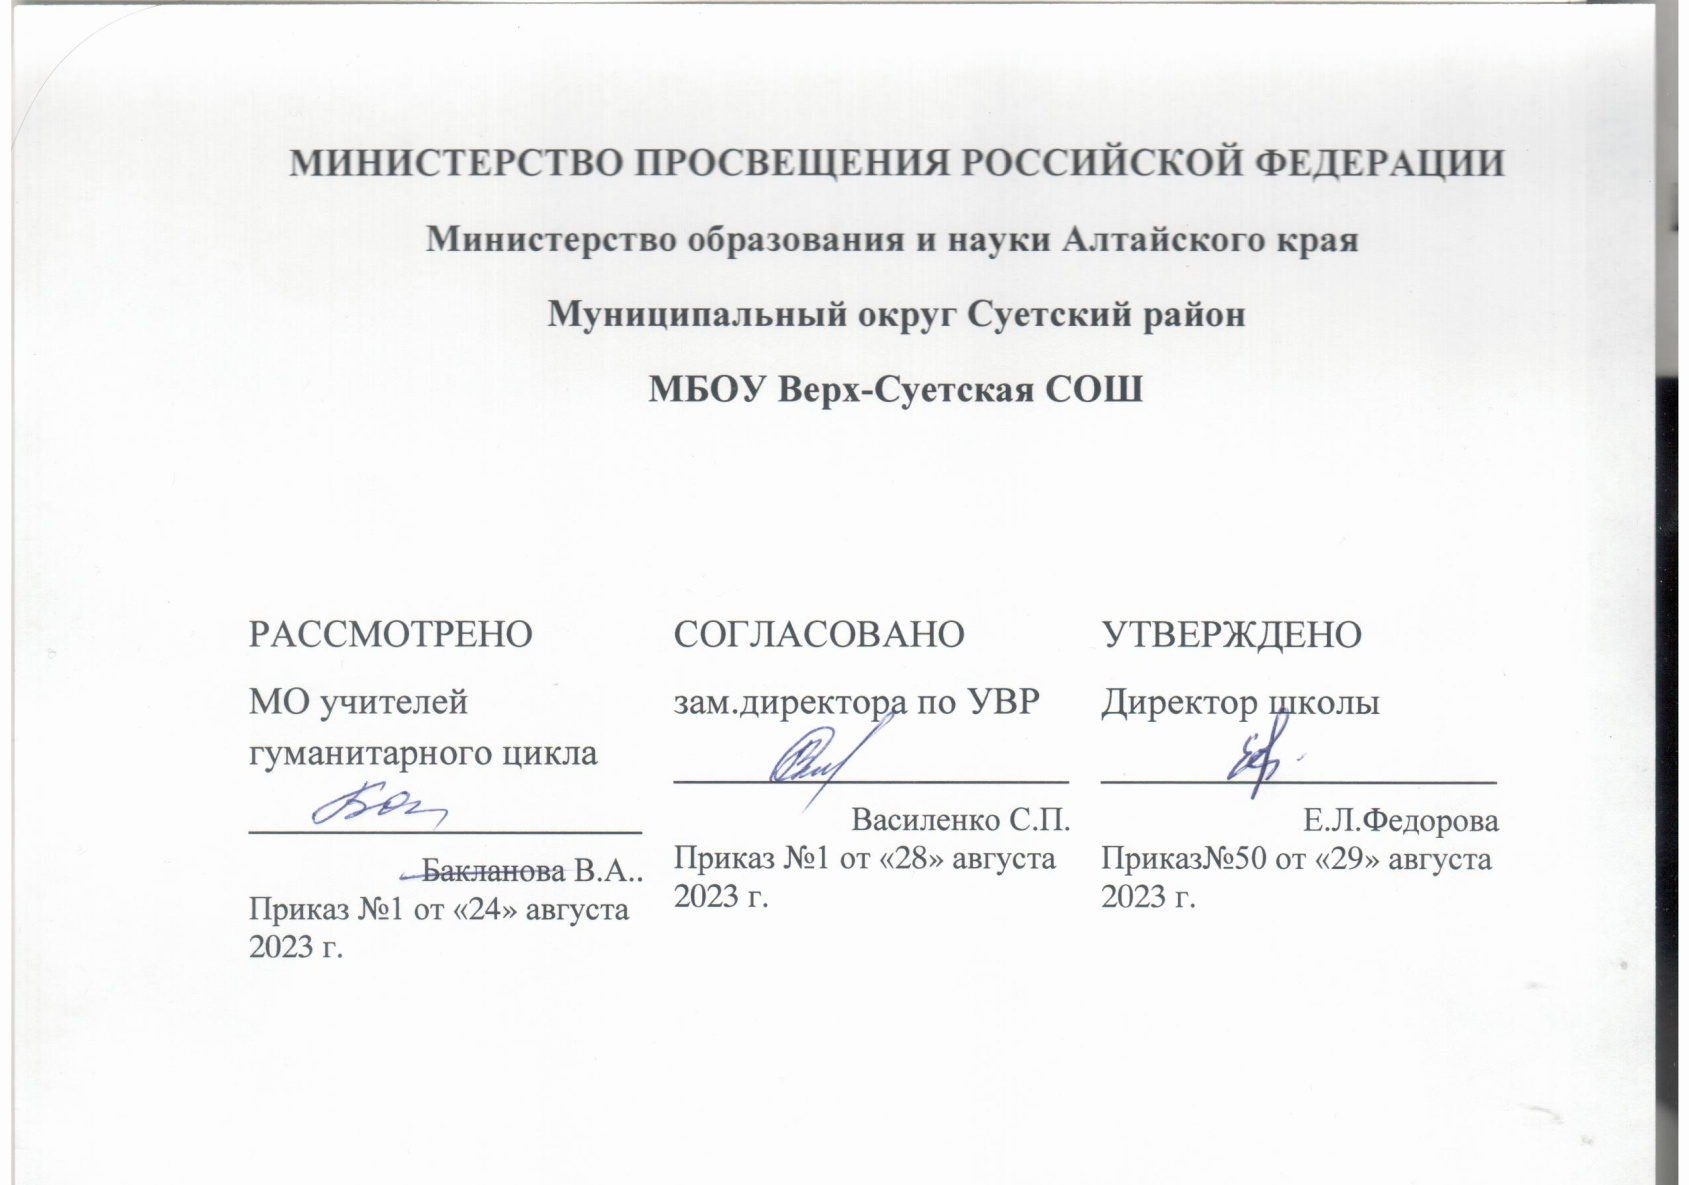 МИНИСТЕРСТВО ПРОСВЕЩЕНИЯ РОССИЙСКОЙ ФЕДЕРАЦИИ
Министерство образования и науки Алтайского края
Муниципальный округ Суетский район
МБОУ Верх-Суетская СОШ
РАССМОТРЕНО
МО учителей
гуманитарного цикла
Бакланова В.А..
Приказ №1 от «24» августа
2023 г.
СОГЛАСОВАНО
зам.директора по УВР
Василенко С.П.
Приказ №1 от «28» августа
2023 г.
УТВЕРЖДЕНО
Директор школы
Е.Л.Федорова
Приказ№50 от «29» августа
2023 г.